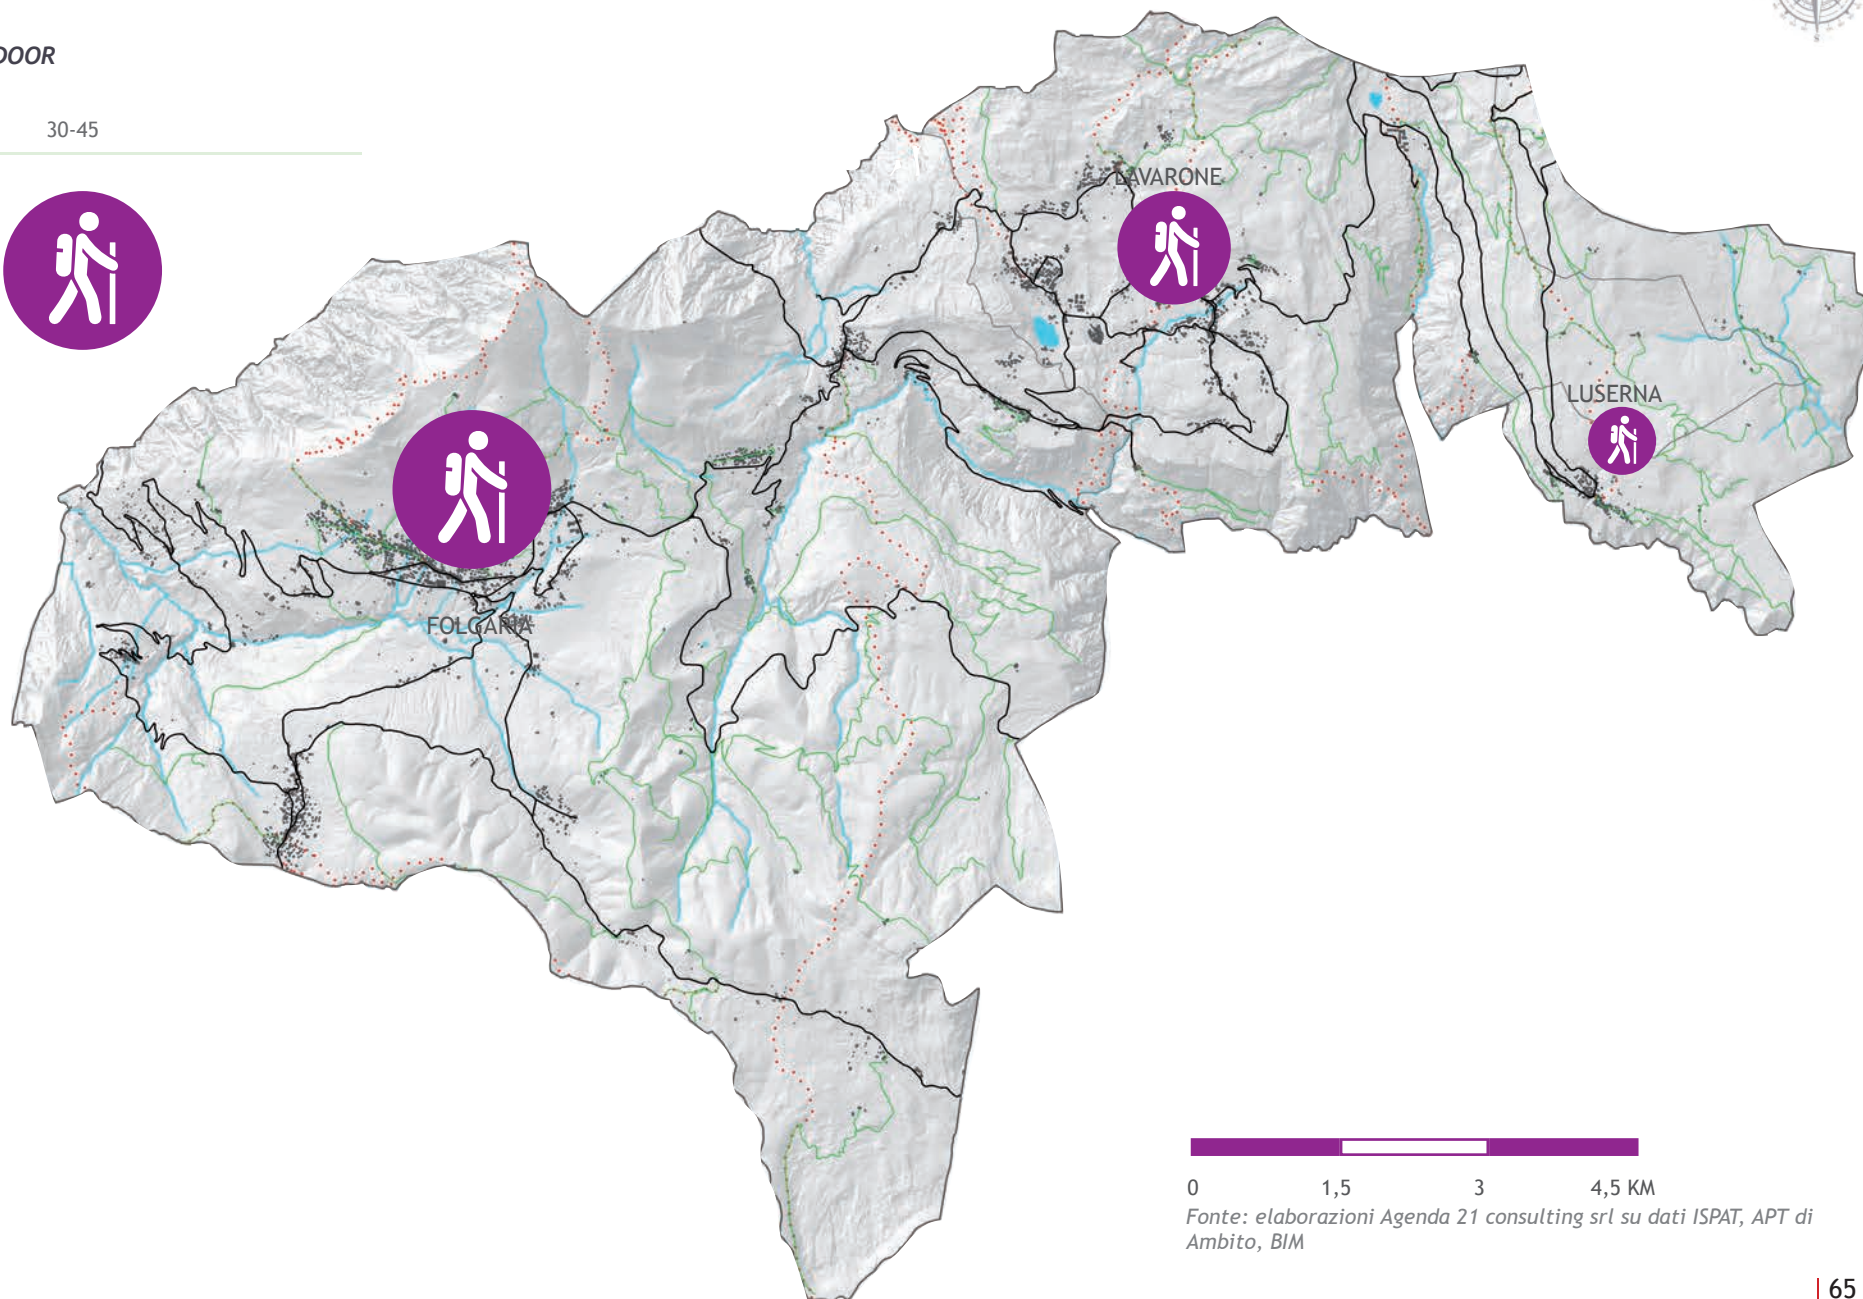 DOOR
30-45
LAVARONE
LUSERNA
FOLGARIA
0 1,5 3 4,5 KM
Fonte: elaborazioni Agenda 21 consulting srl su dati ISPAT, APT di
Ambito, BIM
| 65